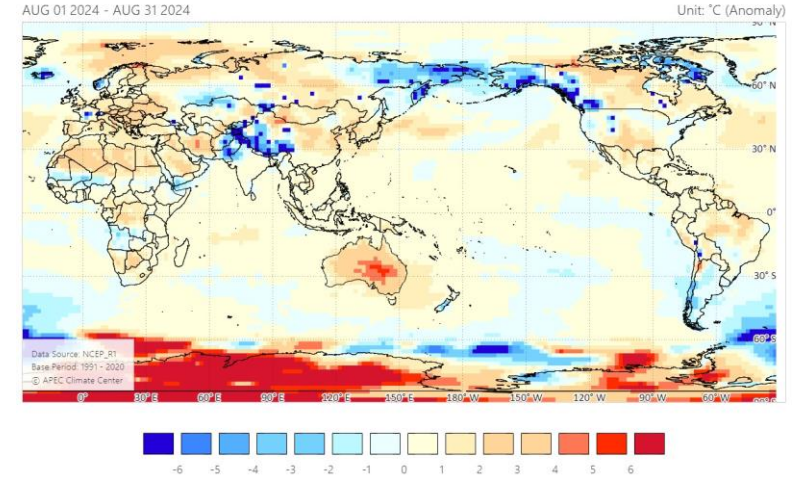 AUG 01 2024 - AUG 31 2024 Unit: ˚C (Anomaly)
90° N
60° N
30° N
0°
30° S
60° S
Data Source: NCEP_R1
Base Period: 1991 - 2020
© APEC Climate Center
0° 30° E 60° E 90° E 120° E 150° E 180° W 150° W 120° W 90° W 60° W 90° S
-6 -5 -4 -3 -2 -1 0 1 2 3 4 5 6